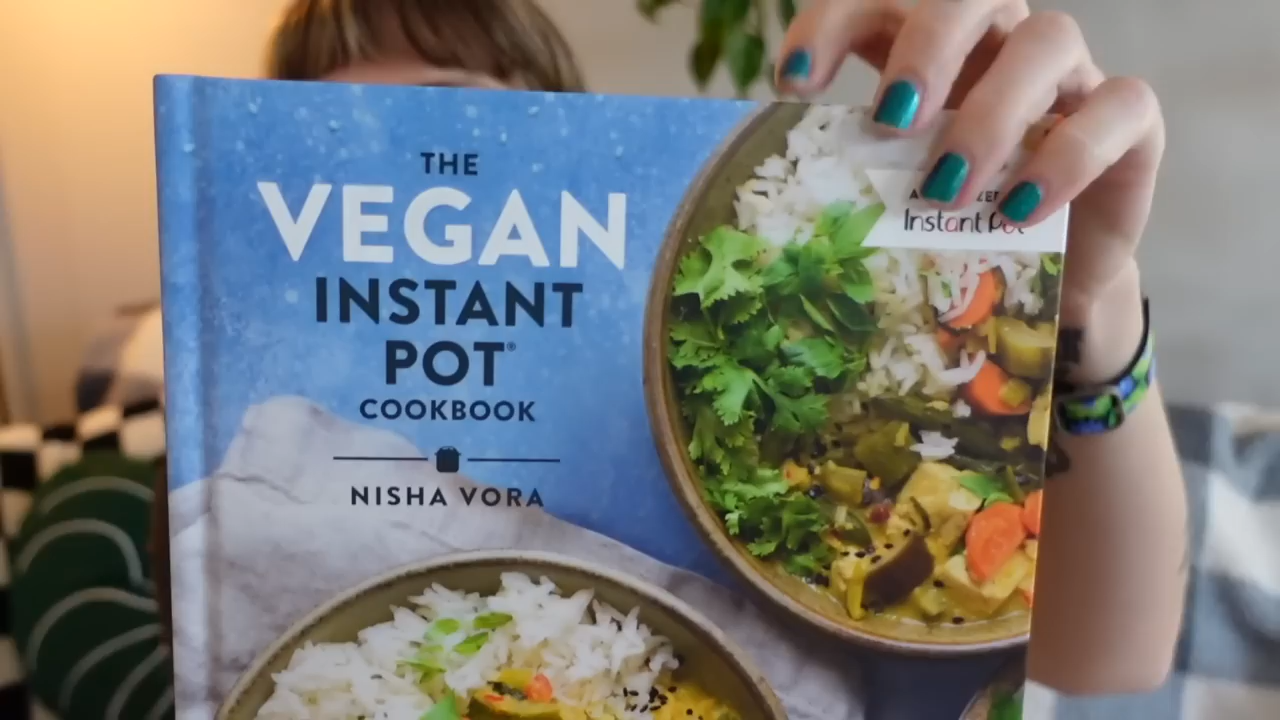 THE
VEGAN
INSTANT
POT®
COOKBOOK
NISHA VORA
Instant Pot